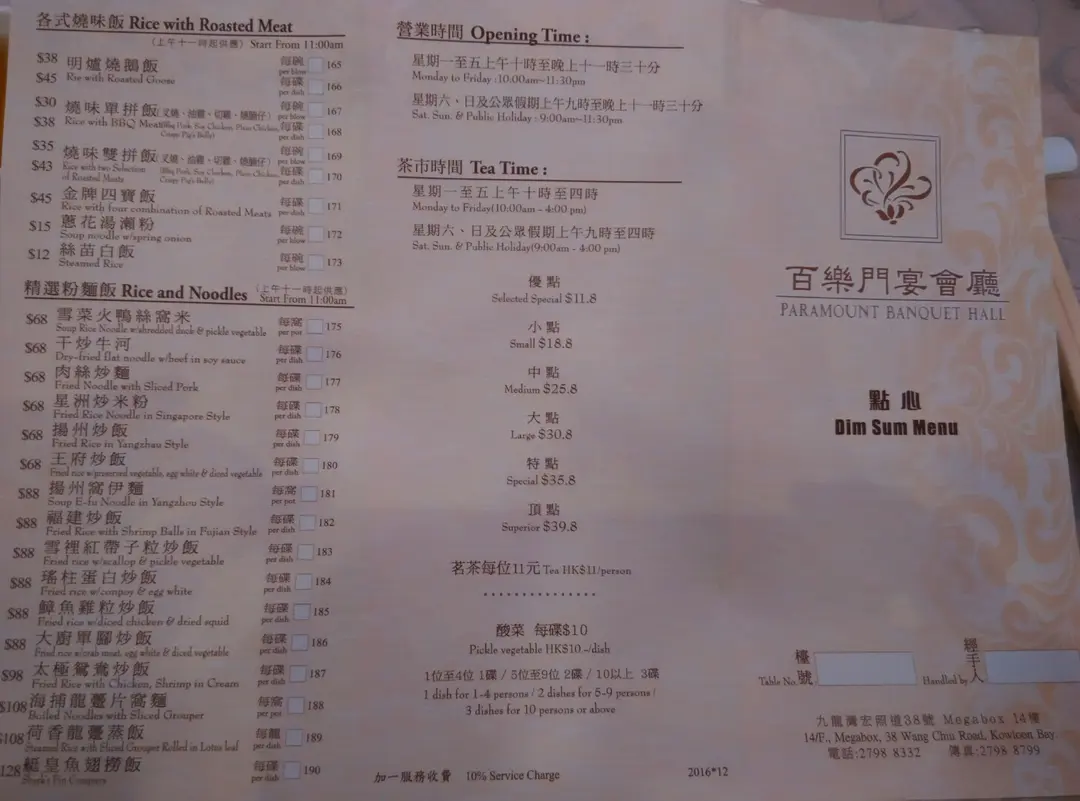 各式燒味飯 Rice with Roasted Meat
(上午十一時起供應) Start From 11:00am
$38 明爐燒鵝飯 每碗 per blow 165
$45 Rie with Roasted Goose 每碟 per dish 166
$30 燒味單拼飯 每碗 per blow 167
$38 Rice with BBQ Meat 每碟 per dish 168
$35 燒味雙拼飯 每碗 per blow 169
$43 Rice with two Selection of Roasted Meats 每碟 per dish 170
$45 金牌四寶飯 每碟 per dish 171
Rice with four combination of Roasted Meats
$15 蔥花湯瀨粉 每碗 per blow 172
Soup noodle w/spring onion
$12 絲苗白飯 每碗 per blow 173
Steamed Rice
精選粉麵飯 Rice and Noodles (上午十一時起供應) Start From 11:00am
$68 雪菜火鴨絲窩米 每窩 per pot 175
Soup Rice Noodle w/shredded duck & pickle vegetable
$68 干炒牛河 每碟 per dish 176
Dry-fried flat noodle w/beef in soy sauce
$68 肉絲炒麵 每碟 per dish 177
Fried Noodle with Sliced Pork
$68 星洲炒米粉 每碟 per dish 178
Fried Rice Noodle in Singapore Style
$68 揚州炒飯 每碟 per dish 179
Fried Rice in Yangzhau Style
$68 王府炒飯 每碟 per dish 180
Fried rice w/preserved vegetable, egg white & diced vegetable
$88 揚州窩伊麵 每窩 per pot 181
Soup E-fu Noodle in Yangzhou Style
$88 福建炒飯 每碟 per dish 182
Fried Rice with Shrimp Balls in Fujian Style
$88 雪裡紅帶子粒炒飯 每碟 per dish 183
Fried rice w/scallop & pickle vegetable
$88 瑤柱蛋白炒飯 每碟 per dish 184
Fried rice w/conpoy & egg white
$88 鱆魚雞粒炒飯 每碟 per dish 185
Fried rice w/diced chicken & dried squid
$88 大廚單腳炒飯 每碟 per dish 186
Fried rice w/crab meat, egg white & diced vegetable
$98 太極鴛鴦炒飯 每碟 per dish 187
Fried Rice with Chicken, Shrimp in Cream
$108 海捕龍躉片窩麵 每窩 per pot 188
Boiled Noodles with Sliced Grouper
$108 荷香龍躉蒸飯 每籠 per dish 189
Steamed Rice with Sliced Grouper Rolled in Lotus leaf
128 艇皇魚翅撈飯 每碟 per dish 190
營業時間 Opening Time :
星期一至五上午十時至晚上十一時三十分
Monday to Friday :10:00am~11:30pm
星期六、日及公眾假期上午九時至晚上十一時三十分
Sat. Sun. & Public Holiday : 9:00am~11:30pm
茶市時間 Tea Time :
星期一至五上午十時至四時
Monday to Friday(10:00am - 4:00 pm)
星期六、日及公眾假期上午九時至四時
Sat. Sun. & Public Holiday(9:00am - 4:00 pm)
優點
Selected Special $11.8
小點
Small $18.8
中點
Medium $25.8
大點
Large $30.8
特點
Special $35.8
頂點
Superior $39.8
茗茶每位11元 Tea HK$11/person
酸菜 每碟$10
Pickle vegetable HK$10.-/dish
1位至4位 1碟 / 5位至9位 2碟 / 10以上 3碟
1 dish for 1-4 persons / 2 dishes for 5-9 persons /
3 dishes for 10 persons or above
加一服務收費 10% Service Charge
2016*12
百樂門宴會廳
PARAMOUNT BANQUET HALL
點心
Dim Sum Menu
檯號 Table No.
經手人 Handled by
九龍灣宏照道38號 Megabox 14樓
14/F., Megabox, 38 Wang Chiu Road, Kowloon Bay.
電話:2798 8332 傳真:2798 8799